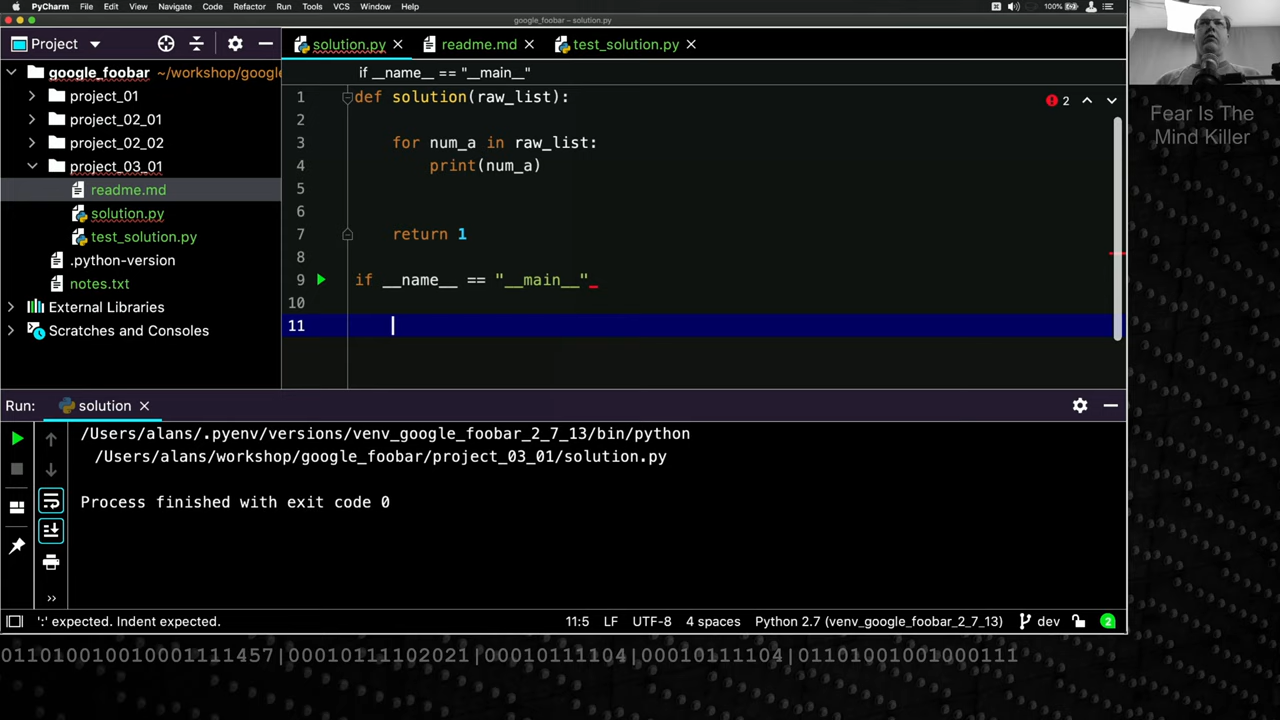 PyCharm File Edit View Navigate Code Refactor Run Tools VCS Window Help 100%
google_foobar – solution.py
Project solution.py readme.md test_solution.py
google_foobar ~/workshop/google
if __name__ == "__main__"
project_01
project_02_01
project_02_02
project_03_01
readme.md
solution.py
test_solution.py
.python-version
notes.txt
External Libraries
Scratches and Consoles
1 def solution(raw_list):
2
3 for num_a in raw_list:
4 print(num_a)
5
6
7 return 1
8
9 if __name__ == "__main__"
10
11
2
Fear Is The
Mind Killer
Run: solution
/Users/alans/.pyenv/versions/venv_google_foobar_2_7_13/bin/python
/Users/alans/workshop/google_foobar/project_03_01/solution.py
Process finished with exit code 0
':' expected. Indent expected. 11:5 LF UTF-8 4 spaces Python 2.7 (venv_google_foobar_2_7_13) dev 2
011010010010001111457|00010111102021|00010111104|00010111104|011010010010001​11